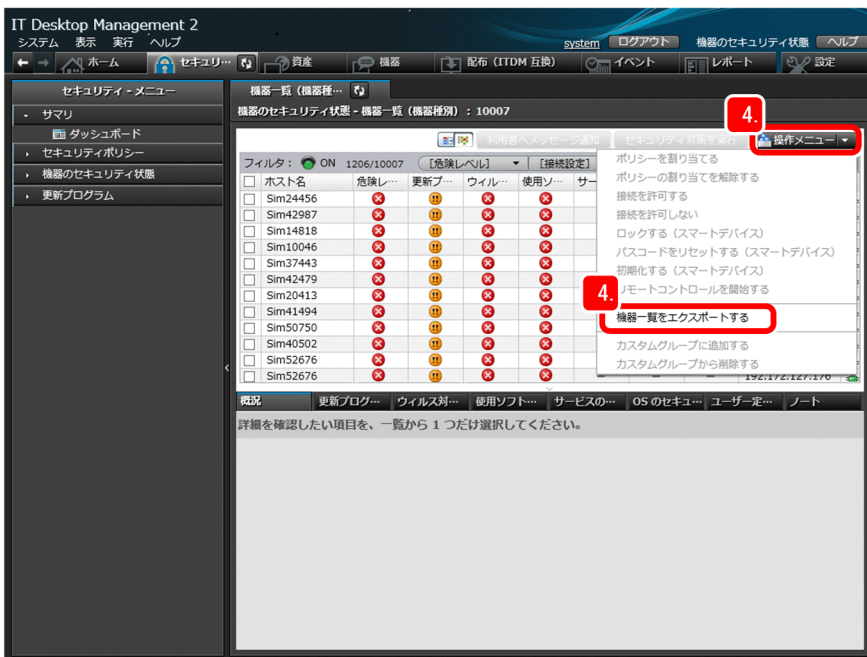 IT Desktop Management 2
システム 表示 実行 ヘルプ
system ログアウト 機器のセキュリティ状態 ヘルプ
ホーム セキュリ… 資産 機器 配布 (ITDM 互換) イベント レポート 設定
セキュリティ - メニュー
サマリ
ダッシュボード
セキュリティポリシー
機器のセキュリティ状態
更新プログラム
機器一覧 (機器種…
機器のセキュリティ状態 - 機器一覧 (機器種別) : 10007
4.
利用者へメッセージ通知 セキュリティ対策を実行 操作メニュー
フィルタ : ON 1206/10007 [危険レベル] [接続設定]
ホスト名 危険レ… 更新プ… ウィル… 使用ソ… サー
Sim24456
Sim42987
Sim14818
Sim10046
Sim37443
Sim42479
Sim20413
Sim41494
Sim50750
Sim40502
Sim52676
Sim52676 192.172.127.176
ポリシーを割り当てる
ポリシーの割り当てを解除する
接続を許可する
接続を許可しない
ロックする (スマートデバイス)
パスコードをリセットする (スマートデバイス)
初期化する (スマートデバイス)
4.
リモートコントロールを開始する
機器一覧をエクスポートする
カスタムグループに追加する
カスタムグループから削除する
概況 更新プログ… ウィルス対… 使用ソフト… サービスの… OS のセキュ… ユーザー定… ノート
詳細を確認したい項目を、一覧から 1 つだけ選択してください。